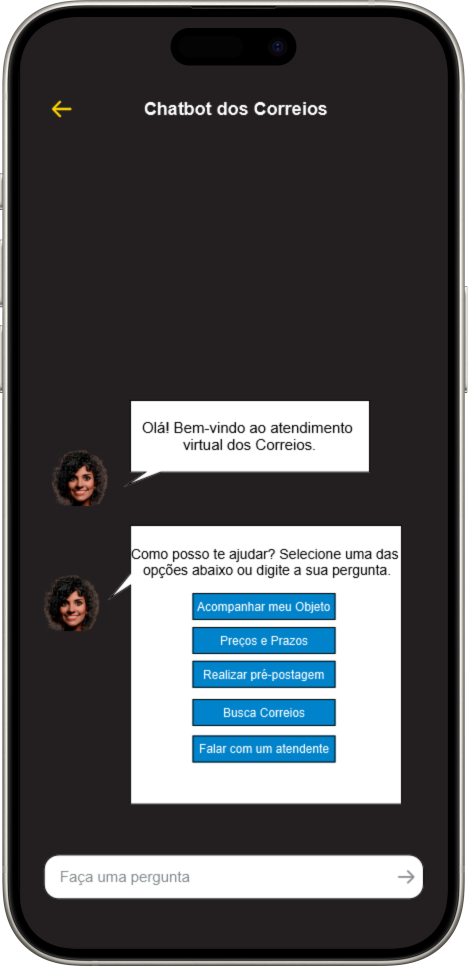 Chatbot dos Correios
Olá! Bem-vindo ao atendimento
virtual dos Correios.
Como posso te ajudar? Selecione uma das
opções abaixo ou digite a sua pergunta.
Acompanhar meu Objeto
Preços e Prazos
Realizar pré-postagem
Busca Correios
Falar com um atendente
Faça uma pergunta